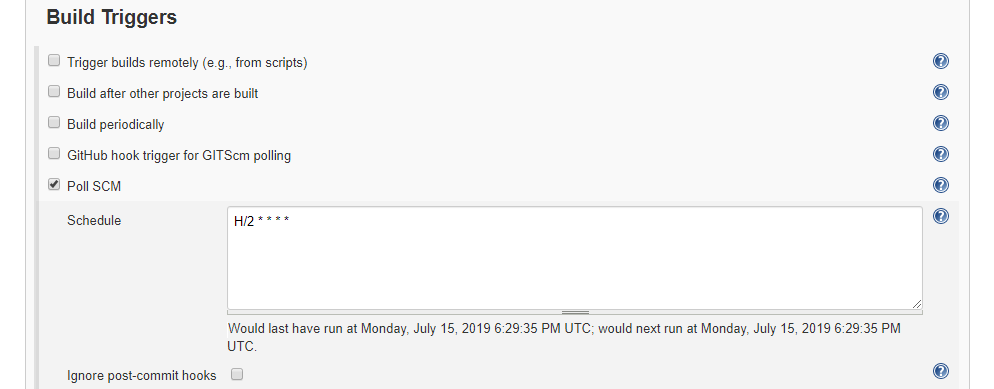 Build Triggers
Trigger builds remotely (e.g., from scripts)
Build after other projects are built
Build periodically
GitHub hook trigger for GITScm polling
Poll SCM
Schedule
H/2 * * * *
Would last have run at Monday, July 15, 2019 6:29:35 PM UTC; would next run at Monday, July 15, 2019 6:29:35 PM
UTC.
Ignore post-commit hooks